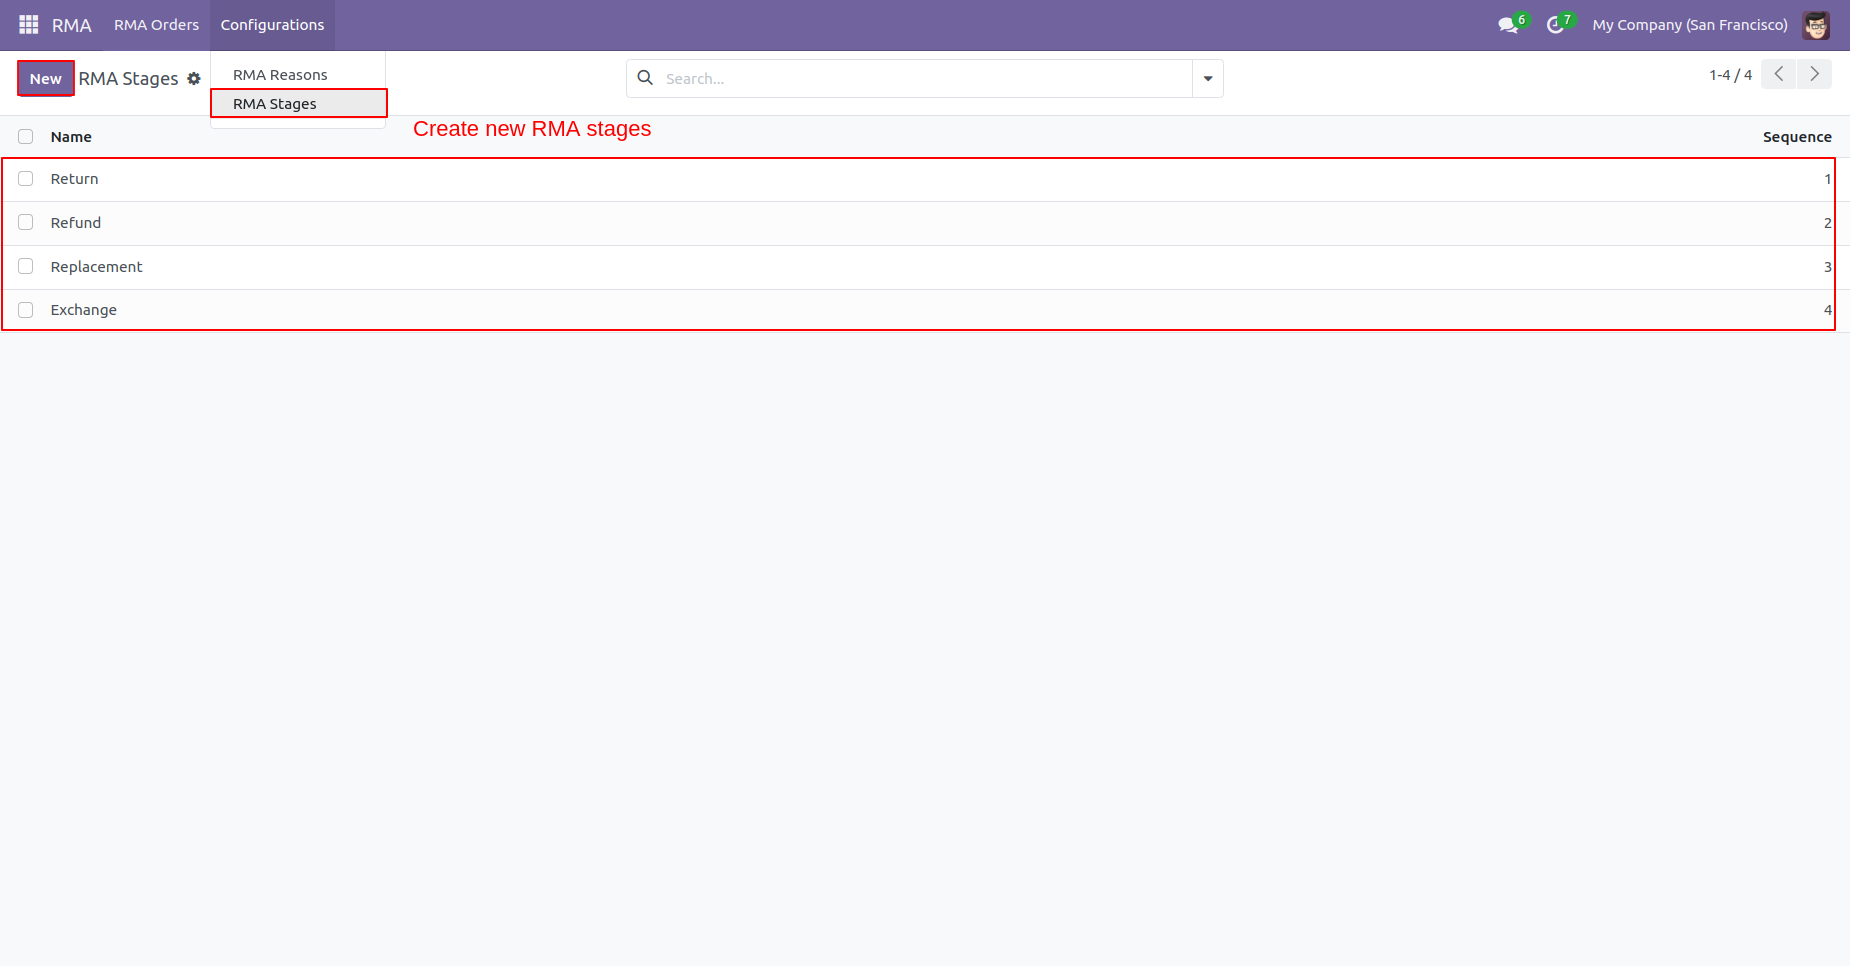 RMA RMA Orders Configurations 6 7 My Company (San Francisco)
New RMA Stages Search... 1-4 / 4
RMA Reasons
RMA Stages
Create new RMA stages
Name Sequence
Return 1
Refund 2
Replacement 3
Exchange 4